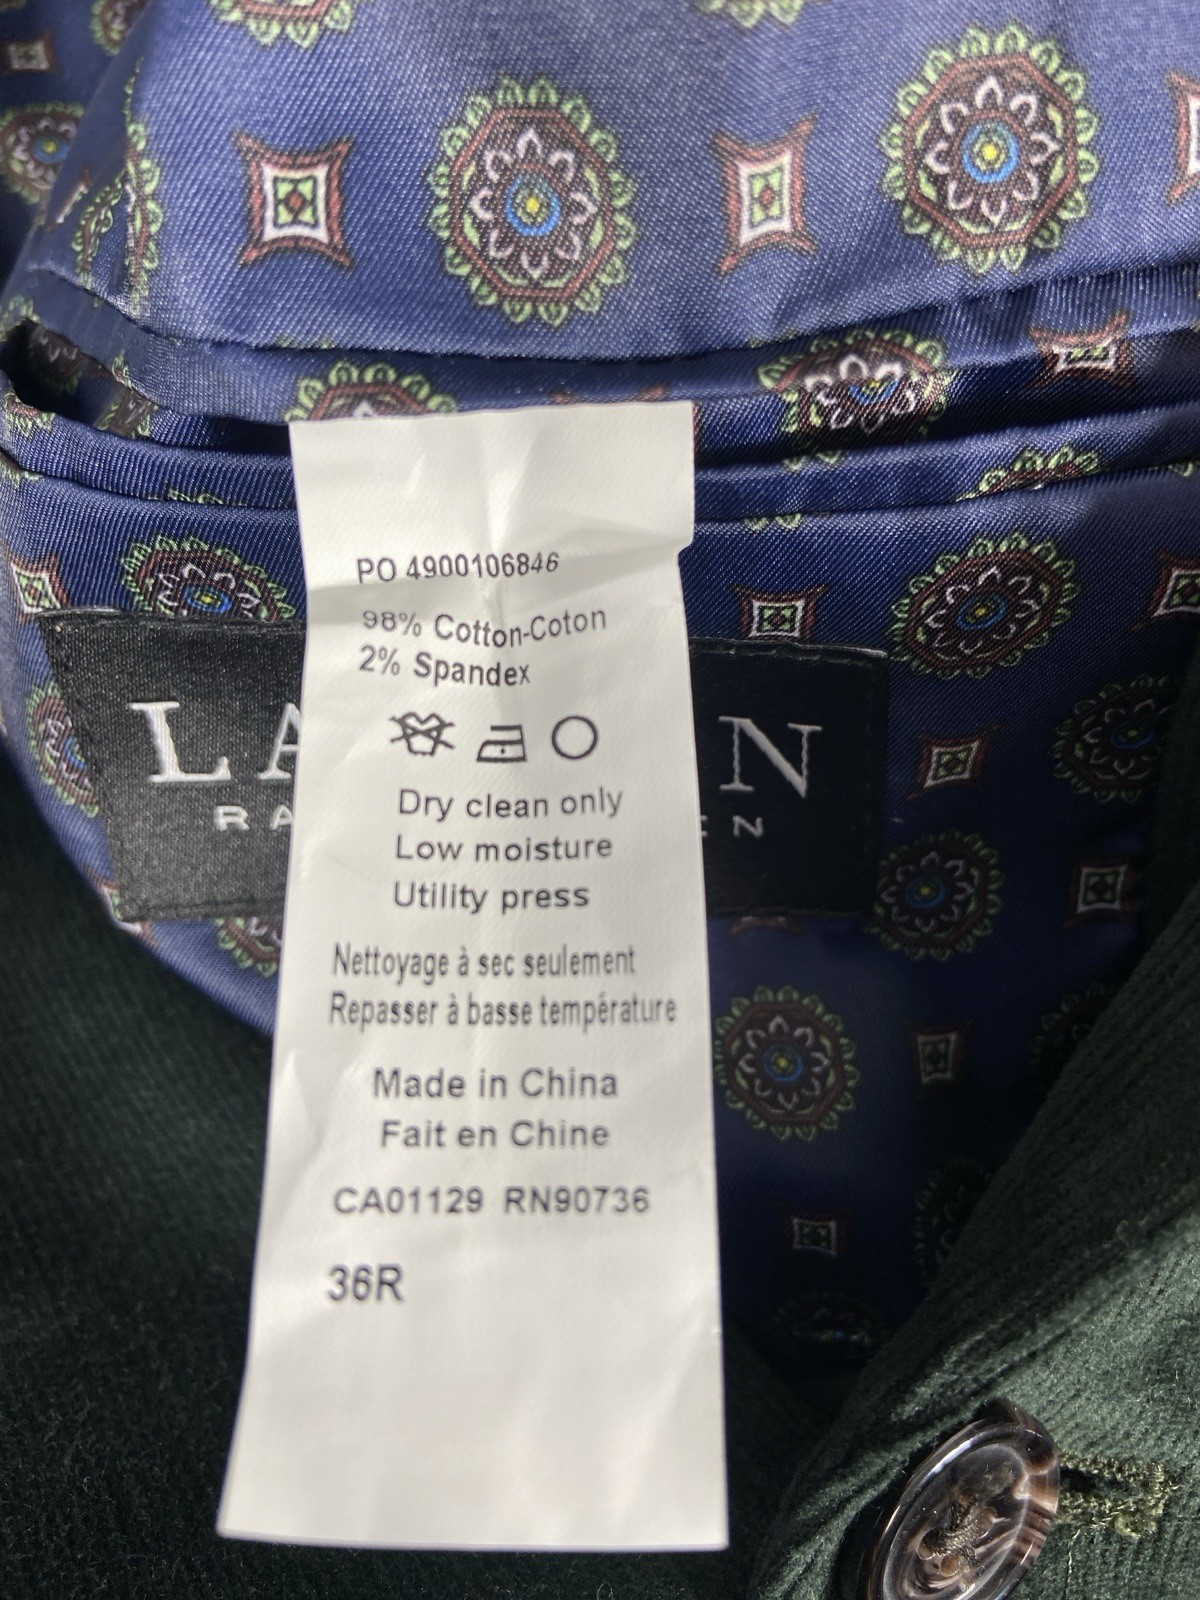 PO 4900106846
98% Cotton-Coton
2% Spandex
Dry clean only
Low moisture
Utility press
Nettoyage à sec seulement
Repasser à basse température
Made in China
Fait en Chine
CA01129 RN90736
36R